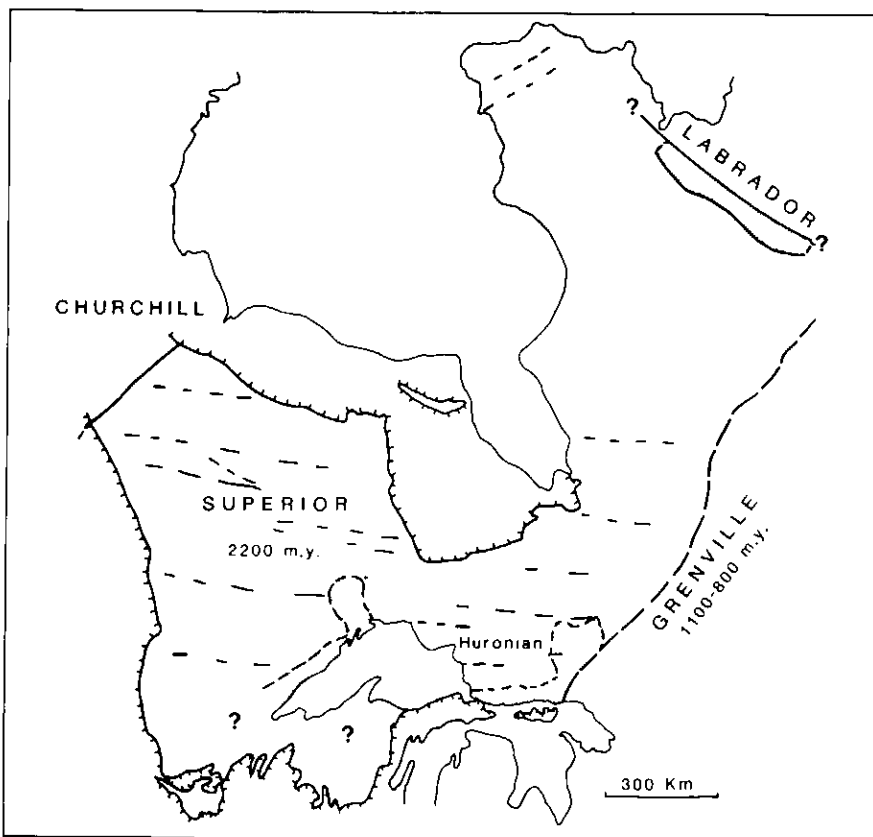 ?
LABRADOR
?
CHURCHILL
SUPERIOR
2200 m.y.
GRENVILLE
1100-800 m.y.
Huronian
?
?
300 Km